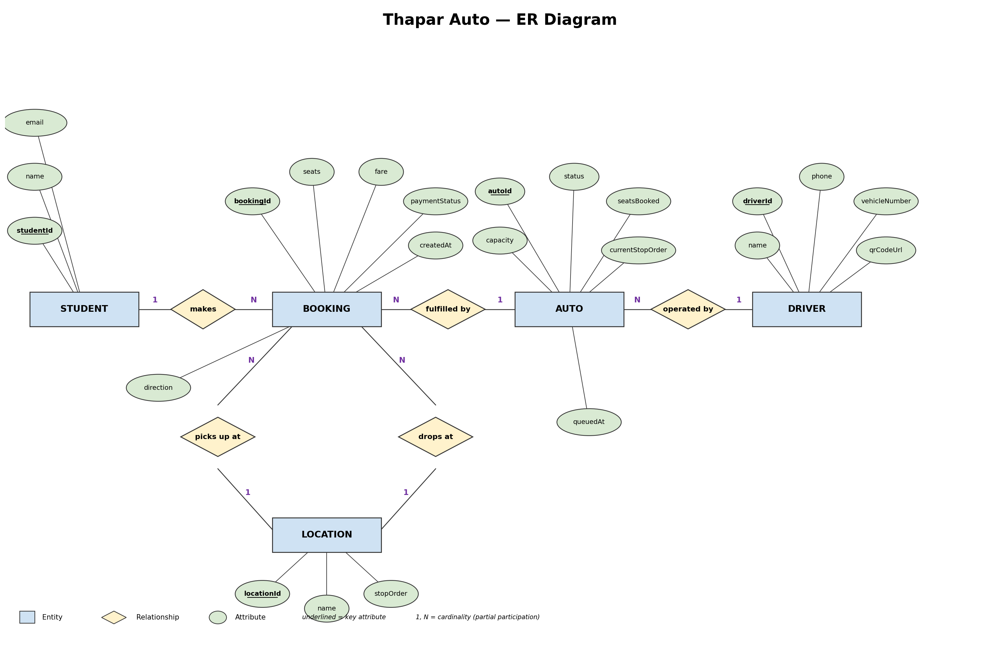 Thapar Auto — ER Diagram
email
name
studentId
seats
fare
bookingId
paymentStatus
createdAt
autoId
status
capacity
seatsBooked
currentStopOrder
phone
driverId
vehicleNumber
name
qrCodeUrl
STUDENT
1
makes
N
BOOKING
N
fulfilled by
1
AUTO
N
operated by
1
DRIVER
N
N
direction
queuedAt
picks up at
drops at
1
1
LOCATION
locationId
stopOrder
name
Entity
Relationship
Attribute
underlined = key attribute
1, N = cardinality (partial participation)